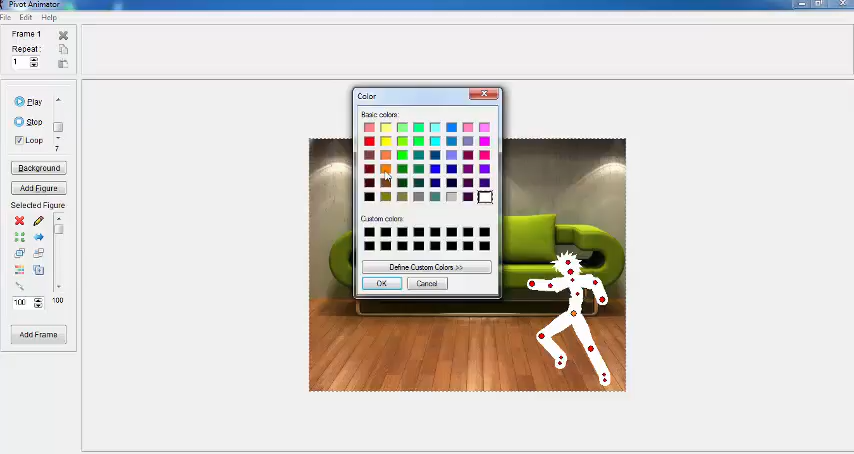 Pivot Animator
File Edit Help
Frame 1
Repeat :
1
Play
Stop
Loop
7
Background
Add Figure
Selected Figure
100
100
Add Frame
Color
Basic colors:
Custom colors:
Define Custom Colors >>
OK Cancel